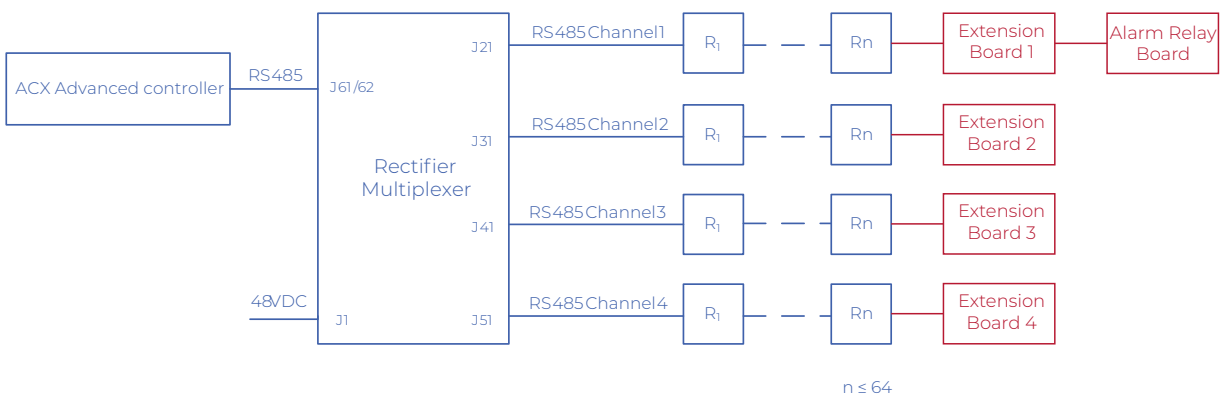 ACX Advanced controller
RS485
J61/62
Rectifier
Multiplexer
48VDC
J1
J21
RS485 Channel1
R₁
Rn
Extension
Board 1
Alarm Relay
Board
J31
RS485 Channel2
R₁
Rn
Extension
Board 2
J41
RS485 Channel3
R₁
Rn
Extension
Board 3
J51
RS485 Channel4
R₁
Rn
Extension
Board 4
n ≤ 64